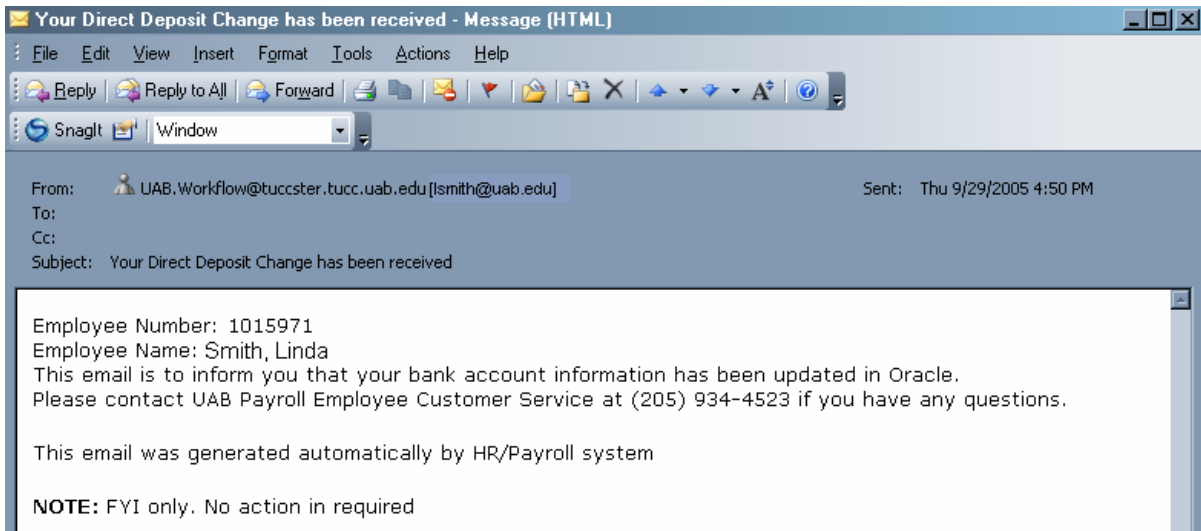 Your Direct Deposit Change has been received - Message (HTML)
File Edit View Insert Format Tools Actions Help
Reply Reply to All Forward
SnagIt Window
From: UAB.Workflow@tuccster.tucc.uab.edu [lsmith@uab.edu] Sent: Thu 9/29/2005 4:50 PM
To:
Cc:
Subject: Your Direct Deposit Change has been received
Employee Number: 1015971
Employee Name: Smith, Linda
This email is to inform you that your bank account information has been updated in Oracle.
Please contact UAB Payroll Employee Customer Service at (205) 934-4523 if you have any questions.
This email was generated automatically by HR/Payroll system
NOTE: FYI only. No action in required